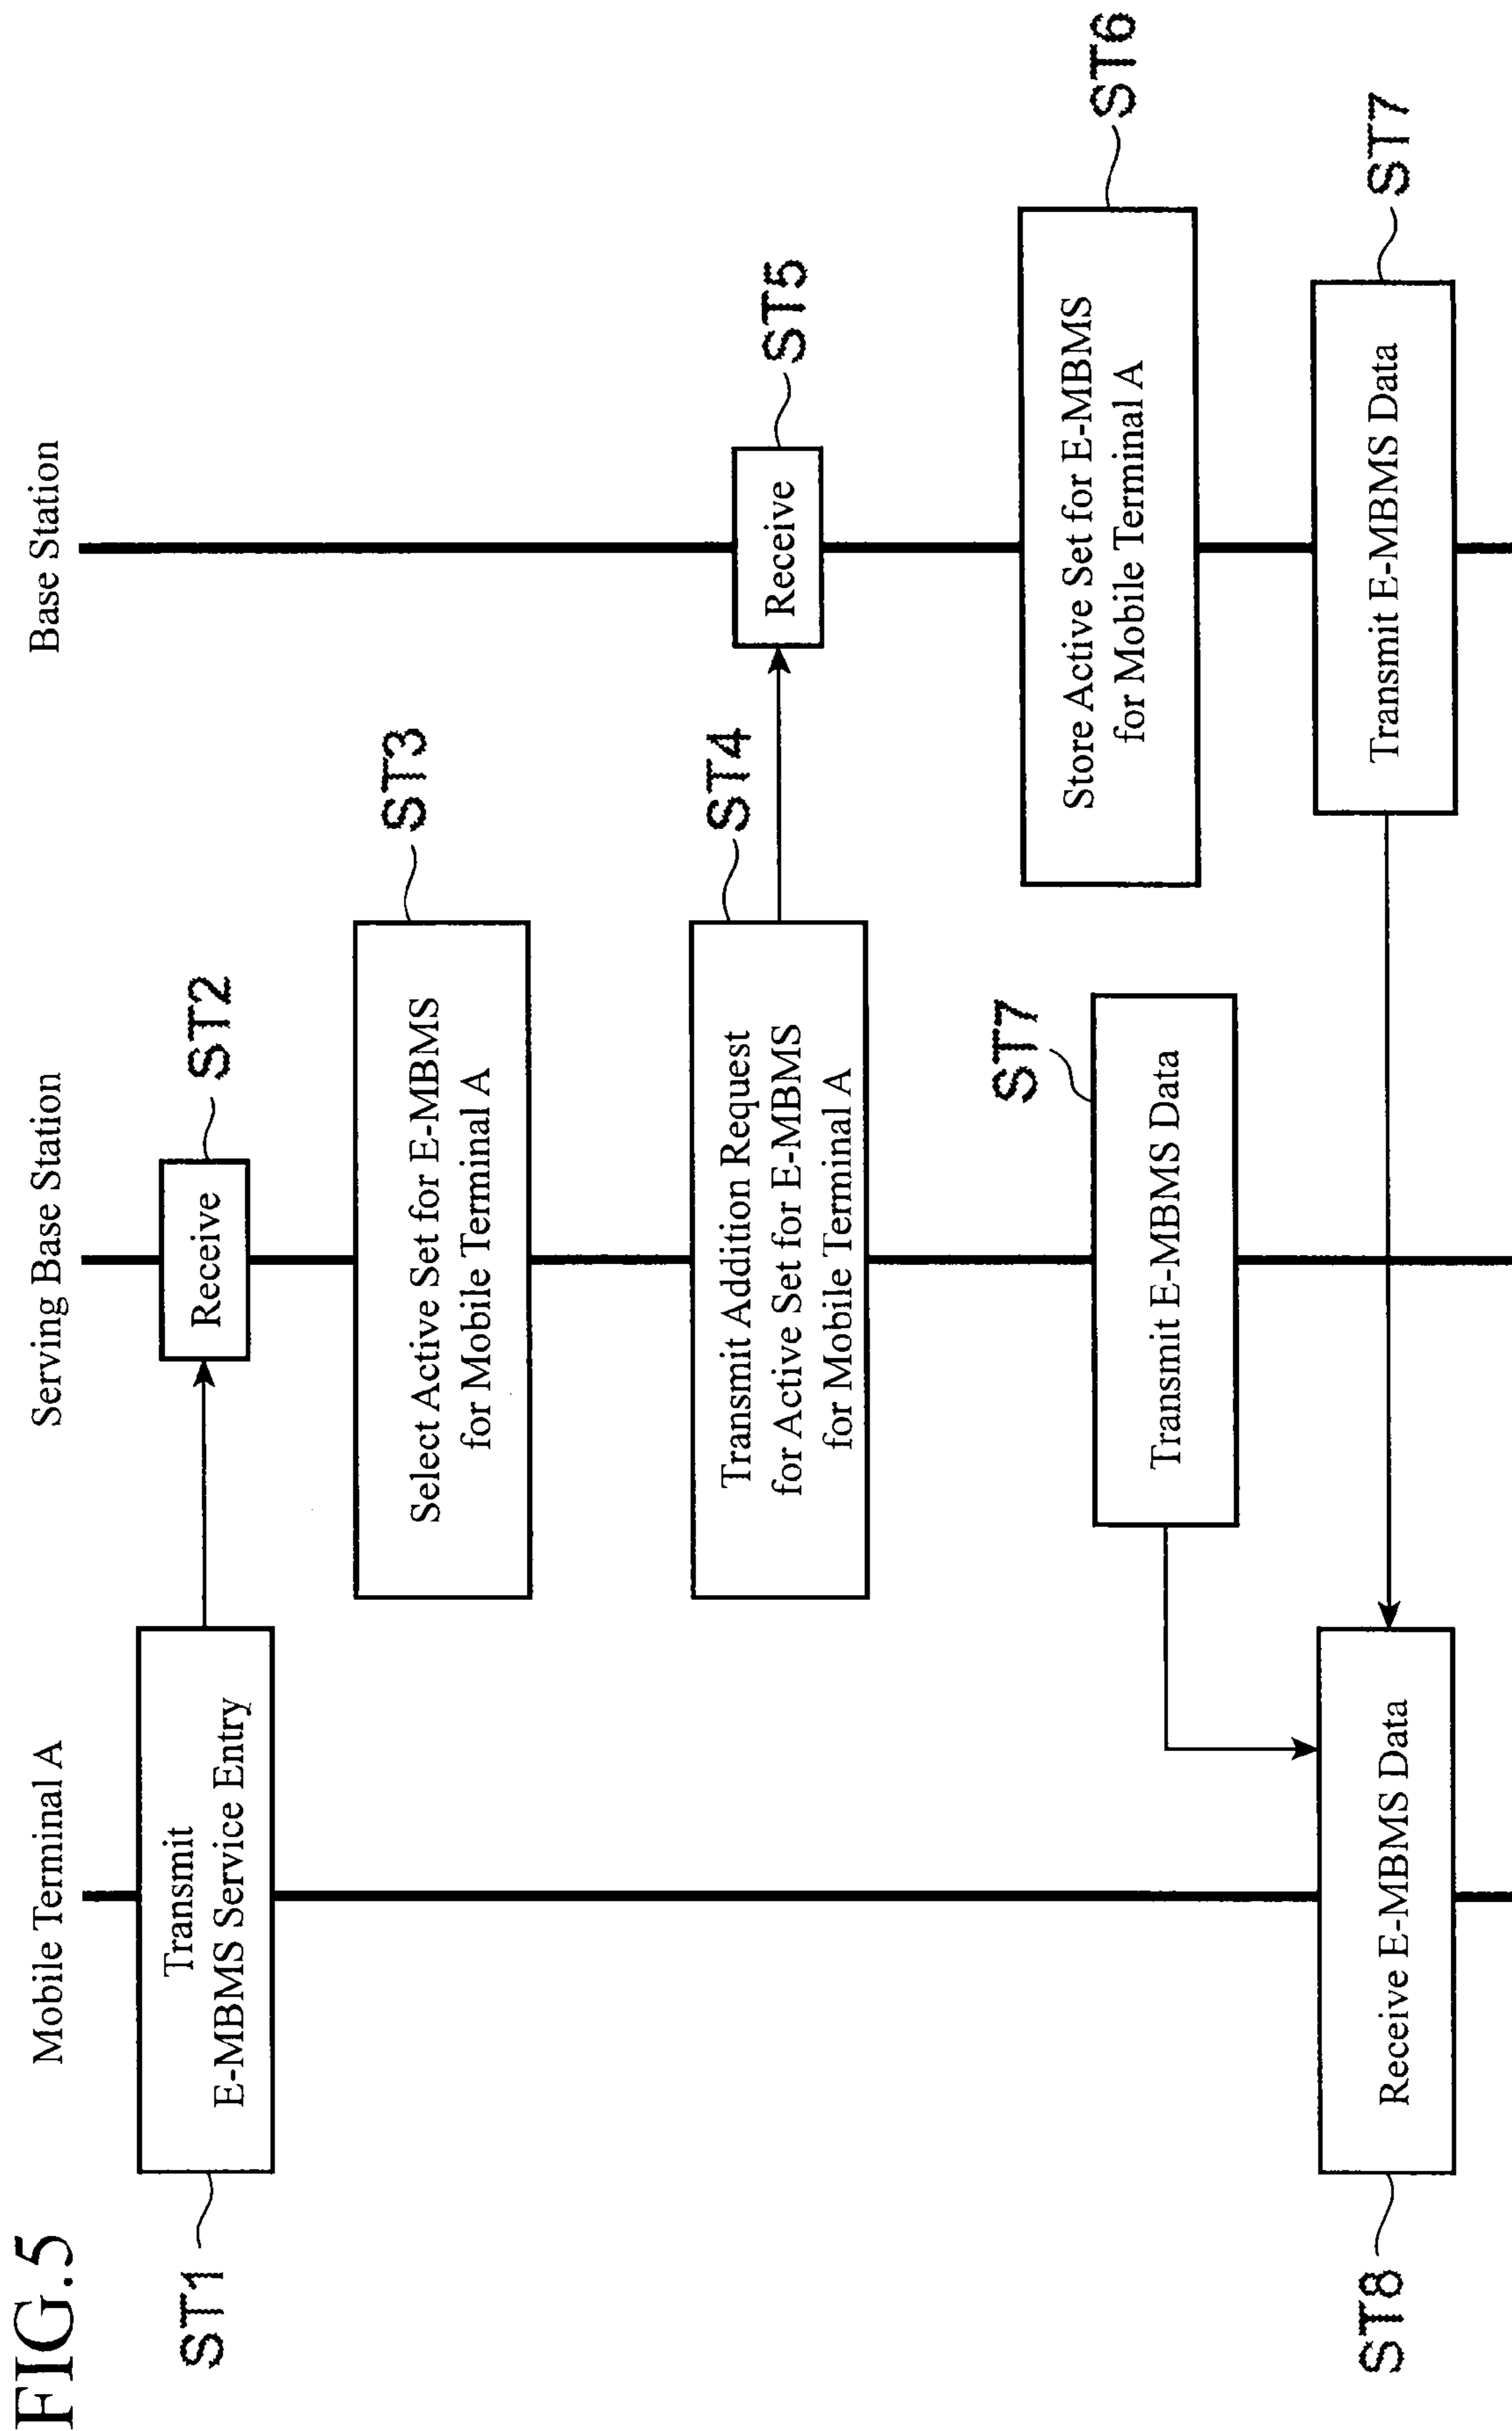 FIG.5
Mobile Terminal A
Serving Base Station
Base Station
ST1
Transmit
E-MBMS Service Entry
Receive
ST2
Select Active Set for E-MBMS
for Mobile Terminal A
ST3
Transmit Addition Request
for Active Set for E-MBMS
for Mobile Terminal A
ST4
Receive
ST5
Store Active Set for E-MBMS
for Mobile Terminal A
ST6
Transmit E-MBMS Data
ST7
Transmit E-MBMS Data
ST7
ST8
Receive E-MBMS Data